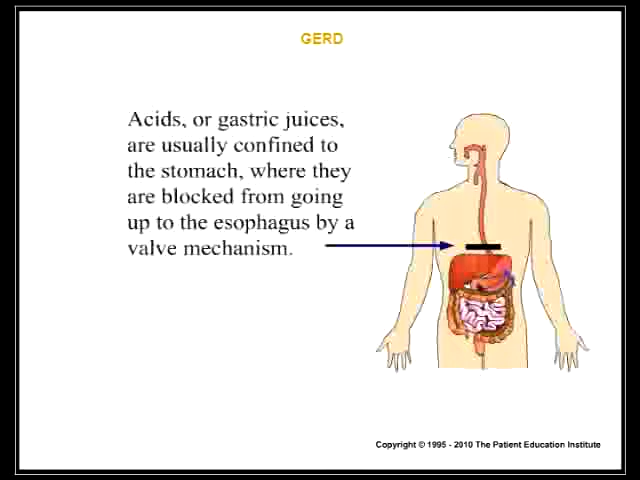 GERD
Acids, or gastric juices,
are usually confined to
the stomach, where they
are blocked from going
up to the esophagus by a
valve mechanism.
Copyright © 1995 - 2010 The Patient Education Institute